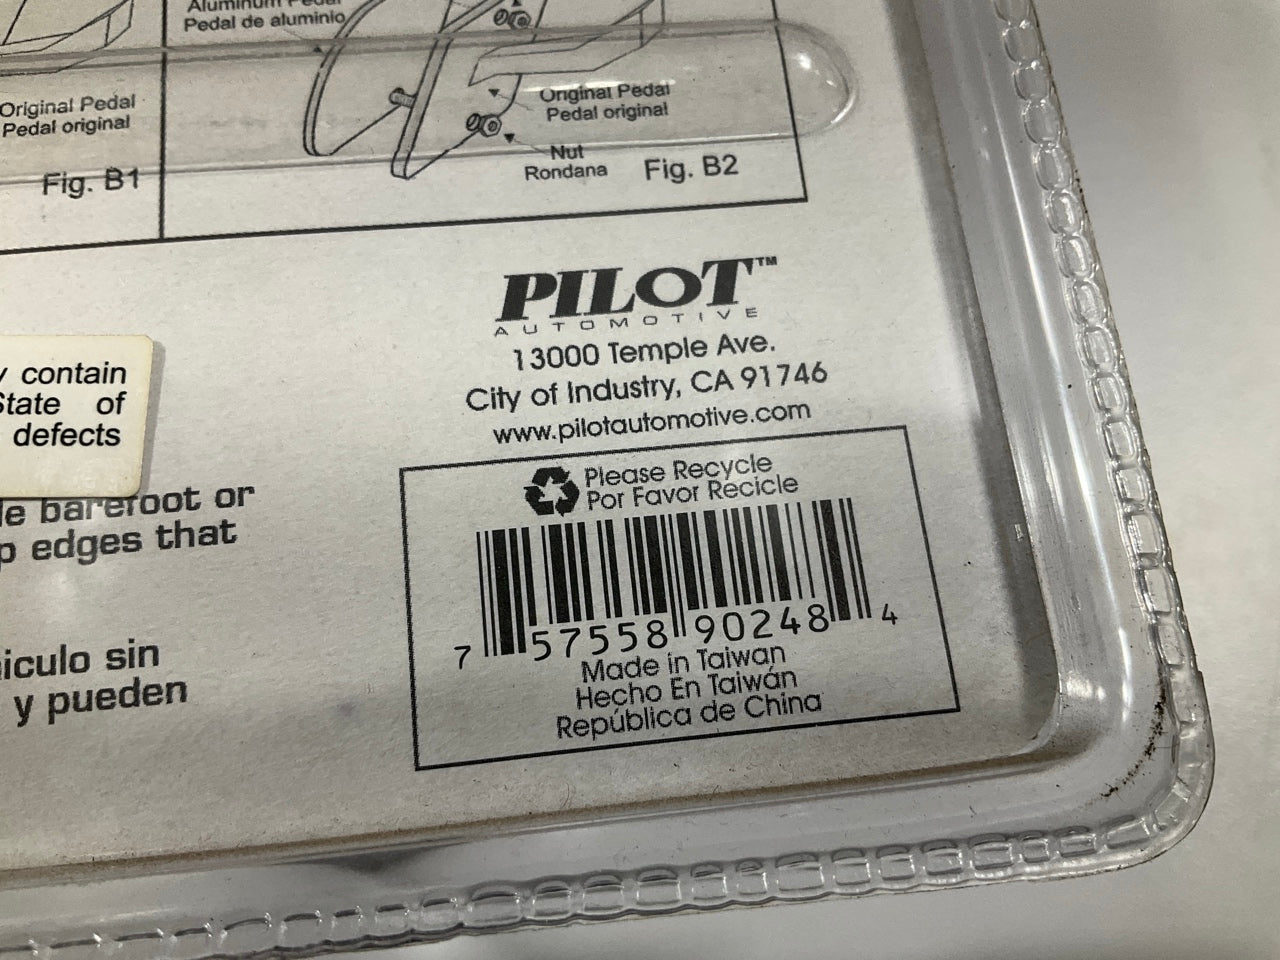 Aluminum Pedal
Pedal de aluminio
Original Pedal
Pedal original
Fig. B1
Original Pedal
Pedal original
Nut
Rondana
Fig. B2
PILOT™
AUTOMOTIVE
13000 Temple Ave.
City of Industry, CA 91746
www.pilotautomotive.com
contain
State of
defects
barefoot or
edges that
sin
y pueden
Please Recycle
Por Favor Recicle
7 57558 90248 4
Made in Taiwan
Hecho En Taiwán
República de China